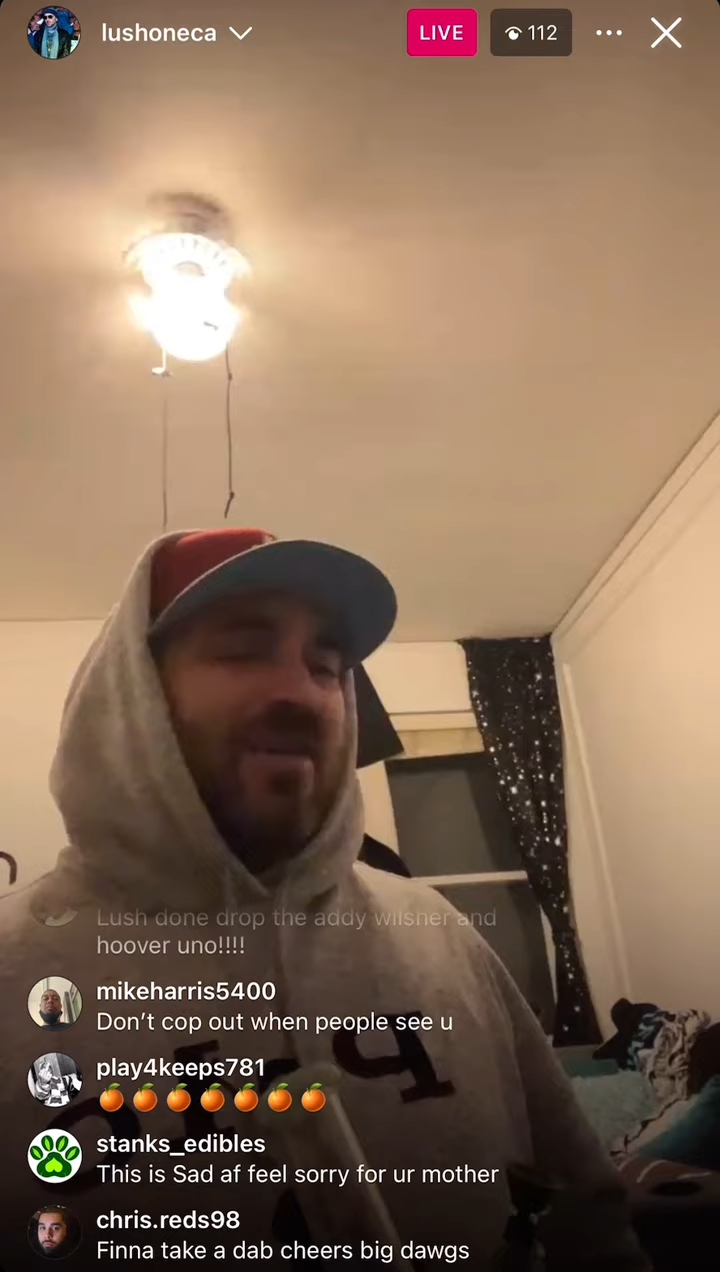 lushoneca
LIVE
112
Lush done drop the addy wilsner and
hoover uno!!!!
mikeharris5400
Don't cop out when people see u
play4keeps781
🍊🍊🍊🍊🍊🍊🍊
stanks_edibles
This is Sad af feel sorry for ur mother
chris.reds98
Finna take a dab cheers big dawgs